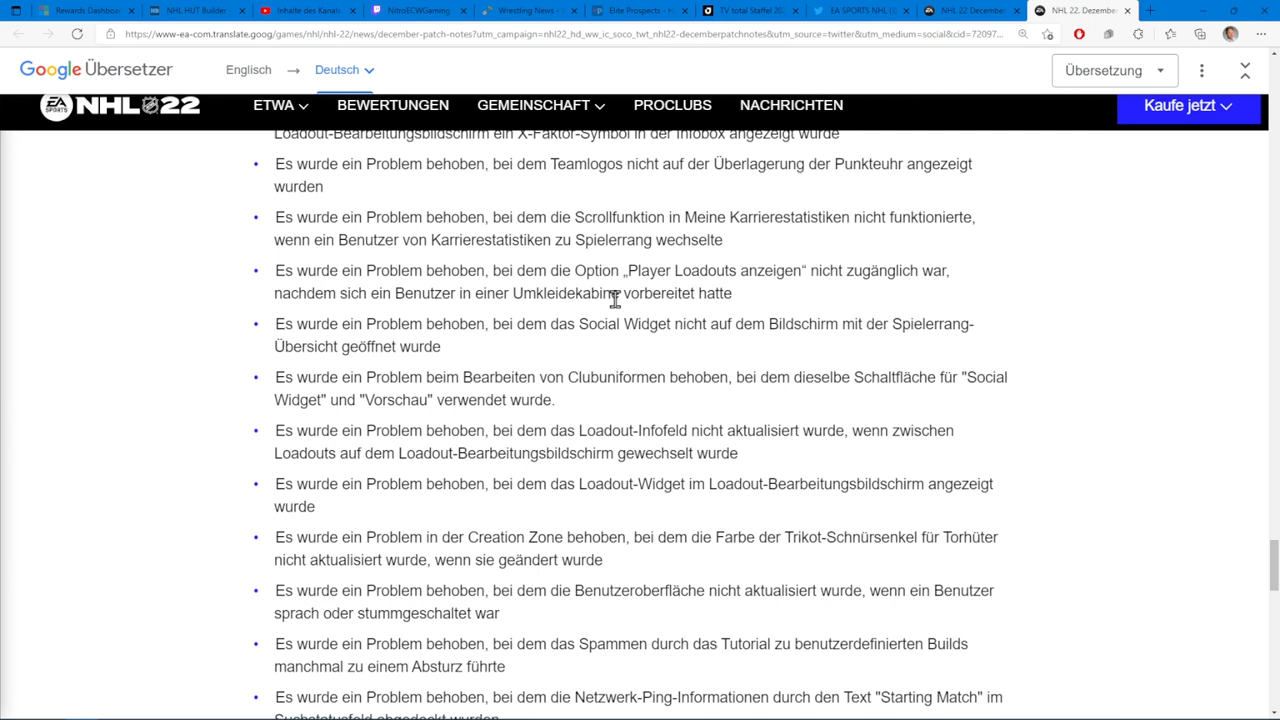 Rewards Dashboa
NHL HUT Builder -
Inhalte des Kanals
NitroECWGaming
Wrestling News -
Elite Prospects -
TV total Staffel
EA SPORTS NHL
NHL 22 December
NHL 22. Dezember
https://www-ea-com.translate.goog/games/nhl/nhl-22/news/december-patch-notes?utm_campaign=nhl22_hd_ww_ic_soco_twt_nhl22-decemberpatchnotes&utm_source=twitter&utm_medium=social&cid=72097...
Google Übersetzer
Englisch → Deutsch
Übersetzung
EA SPORTS NHL 22
ETWA
BEWERTUNGEN
GEMEINSCHAFT
PROCLUBS
NACHRICHTEN
Kaufe jetzt
Loadout-Bearbeitungsbildschirm ein X-Faktor-Symbol in der Infobox angezeigt wurde
• Es wurde ein Problem behoben, bei dem Teamlogos nicht auf der Überlagerung der Punkteuhr angezeigt
wurden
• Es wurde ein Problem behoben, bei dem die Scrollfunktion in Meine Karrierestatistiken nicht funktionierte,
wenn ein Benutzer von Karrierestatistiken zu Spielerrang wechselte
• Es wurde ein Problem behoben, bei dem die Option „Player Loadouts anzeigen“ nicht zugänglich war,
nachdem sich ein Benutzer in einer Umkleidekabine vorbereitet hatte
• Es wurde ein Problem behoben, bei dem das Social Widget nicht auf dem Bildschirm mit der Spielerrang-
Übersicht geöffnet wurde
• Es wurde ein Problem beim Bearbeiten von Clubuniformen behoben, bei dem dieselbe Schaltfläche für "Social
Widget" und "Vorschau" verwendet wurde.
• Es wurde ein Problem behoben, bei dem das Loadout-Infofeld nicht aktualisiert wurde, wenn zwischen
Loadouts auf dem Loadout-Bearbeitungsbildschirm gewechselt wurde
• Es wurde ein Problem behoben, bei dem das Loadout-Widget im Loadout-Bearbeitungsbildschirm angezeigt
wurde
• Es wurde ein Problem in der Creation Zone behoben, bei dem die Farbe der Trikot-Schnürsenkel für Torhüter
nicht aktualisiert wurde, wenn sie geändert wurde
• Es wurde ein Problem behoben, bei dem die Benutzeroberfläche nicht aktualisiert wurde, wenn ein Benutzer
sprach oder stummgeschaltet war
• Es wurde ein Problem behoben, bei dem das Spammen durch das Tutorial zu benutzerdefinierten Builds
manchmal zu einem Absturz führte
• Es wurde ein Problem behoben, bei dem die Netzwerk-Ping-Informationen durch den Text "Starting Match" im
Suchstatusfeld abgedeckt wurden